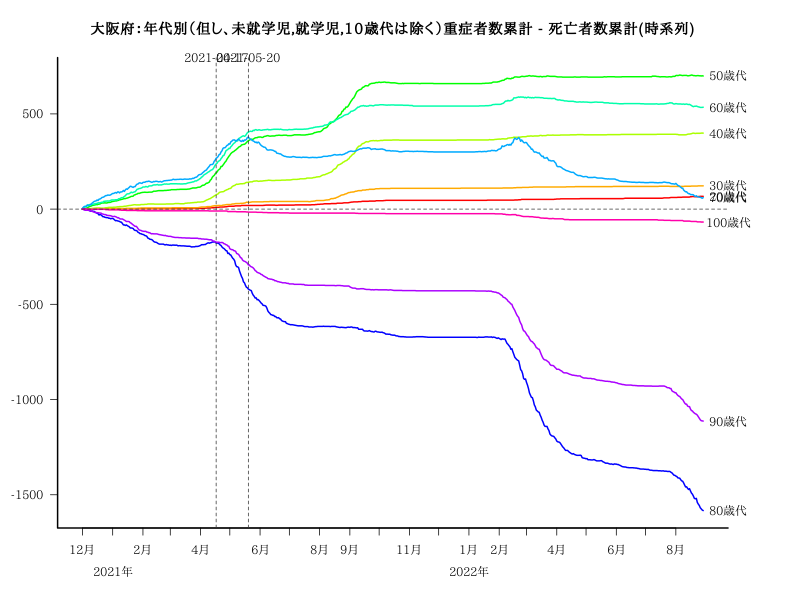 大阪府：年代別（但し、未就学児,就学児,１０歳代は除く）重症者数累計 - 死亡者数累計(時系列)
2021-04-17
2021-05-20
500
0
-500
-1000
-1500
50歳代
60歳代
40歳代
30歳代
20歳代
70歳代
100歳代
90歳代
80歳代
12月 2月 4月 6月 8月 9月 11月 1月 2月 4月 6月 8月
2021年 2022年